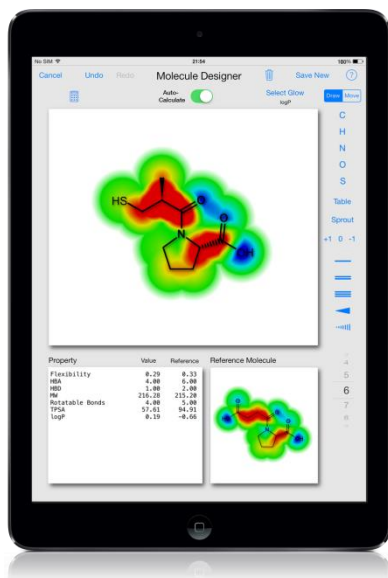 No SIM 21:54 100%
Cancel Undo Redo Molecule Designer Save New ?
Auto-Calculate Select Glow logP Draw Move
C
H
N
O
S
Table
Sprout
+1 0 -1
HS
O
O
N
OH
Property Value Reference Reference Molecule
Flexibility 0.29 0.33
HBA 4.00 6.00
HBD 1.00 2.00
MW 216.28 215.20
Rotatable Bonds 4.00 5.00
TPSA 57.61 94.91
logP 0.19 -0.66
4
5
6
7
8